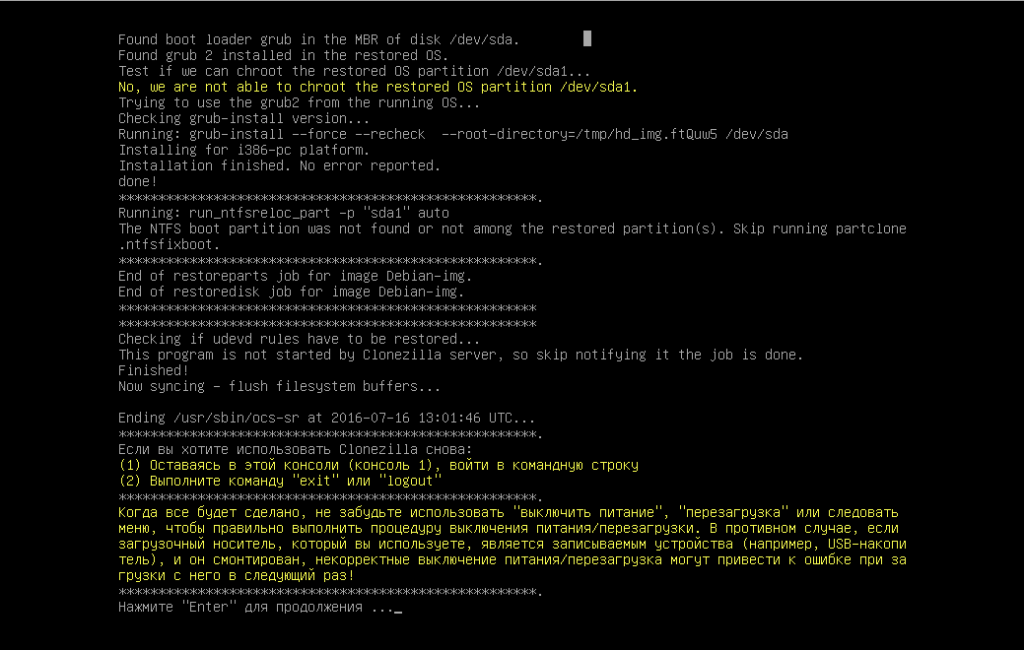 Found boot loader grub in the MBR of disk /dev/sda.
Found grub 2 installed in the restored OS.
Test if we can chroot the restored OS partition /dev/sda1...
No, we are not able to chroot the restored OS partition /dev/sda1.
Trying to use the grub2 from the running OS...
Checking grub-install version...
Running: grub-install --force --recheck  --root-directory=/tmp/hd_img.ftQuw5 /dev/sda
Installing for i386-pc platform.
Installation finished. No error reported.
done!
*****************************************************.
Running: run_ntfsreloc_part -p "sda1" auto
The NTFS boot partition was not found or not among the restored partition(s). Skip running partclone
.ntfsfixboot.
*****************************************************.
End of restoreparts job for image Debian-img.
End of restoredisk job for image Debian-img.
*****************************************************
*****************************************************
Checking if udevd rules have to be restored...
This program is not started by Clonezilla server, so skip notifying it the job is done.
Finished!
Now syncing - flush filesystem buffers...
Ending /usr/sbin/ocs-sr at 2016-07-16 13:01:46 UTC...
*****************************************************.
Если вы хотите использовать Clonezilla снова:
(1) Оставаясь в этой консоли (консоль 1), войти в командную строку
(2) Выполните команду "exit" или "logout"
*****************************************************.
Когда все будет сделано, не забудьте использовать "выключить питание", "перезагрузка" или следовать
меню, чтобы правильно выполнить процедуру выключения питания/перезагрузки. В противном случае, если
загрузочный носитель, который вы используете, является записываемым устройства (например, USB-накопи
тель), и он смонтирован, некорректные выключение питания/перезагрузка могут привести к ошибке при за
грузки с него в следующий раз!
*****************************************************.
Нажмите "Enter" для продолжения ..._